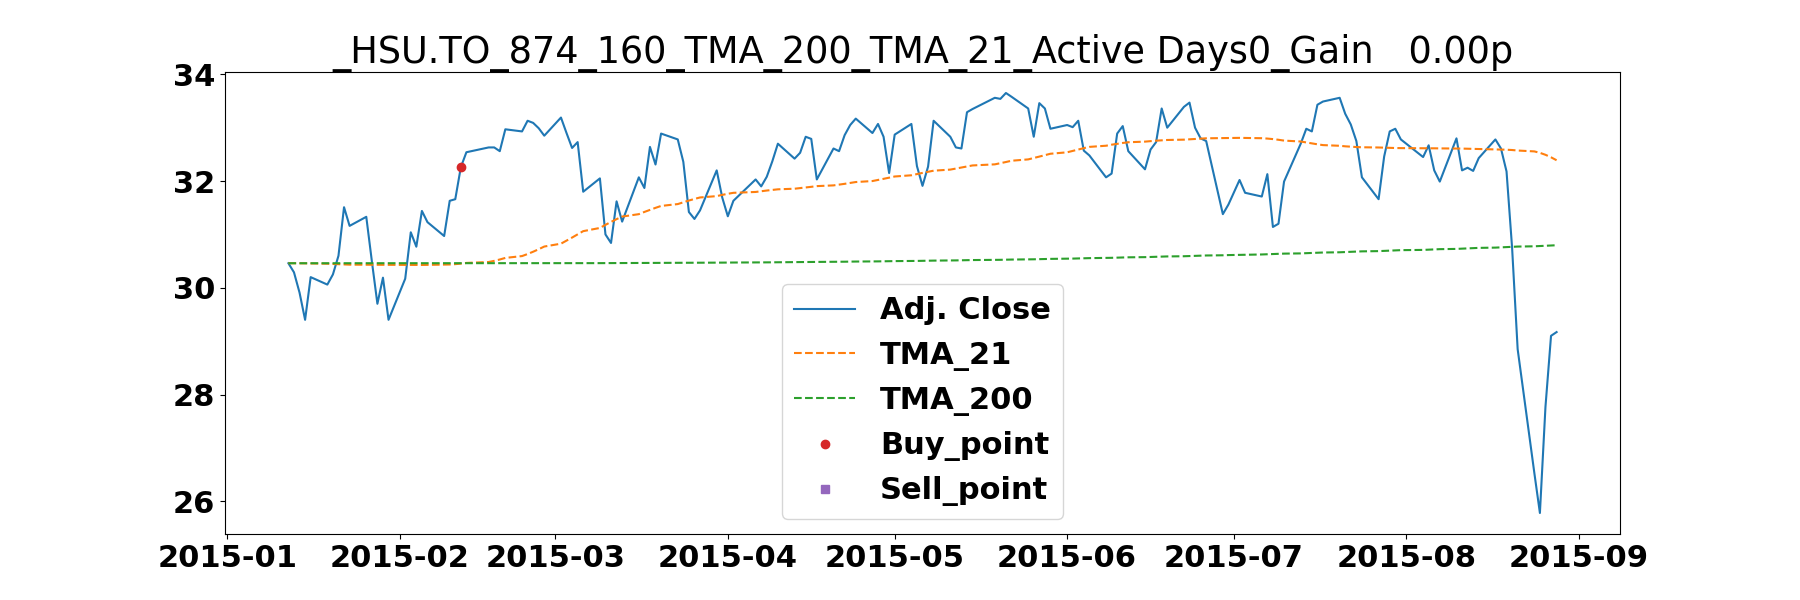 _HSU.TO_874_160_TMA_200_TMA_21_Active Days0_Gain   0.00p
34
32
30
28
26
Adj. Close
TMA_21
TMA_200
Buy_point
Sell_point
2015-01 2015-02 2015-03 2015-04 2015-05 2015-06 2015-07 2015-08 2015-09